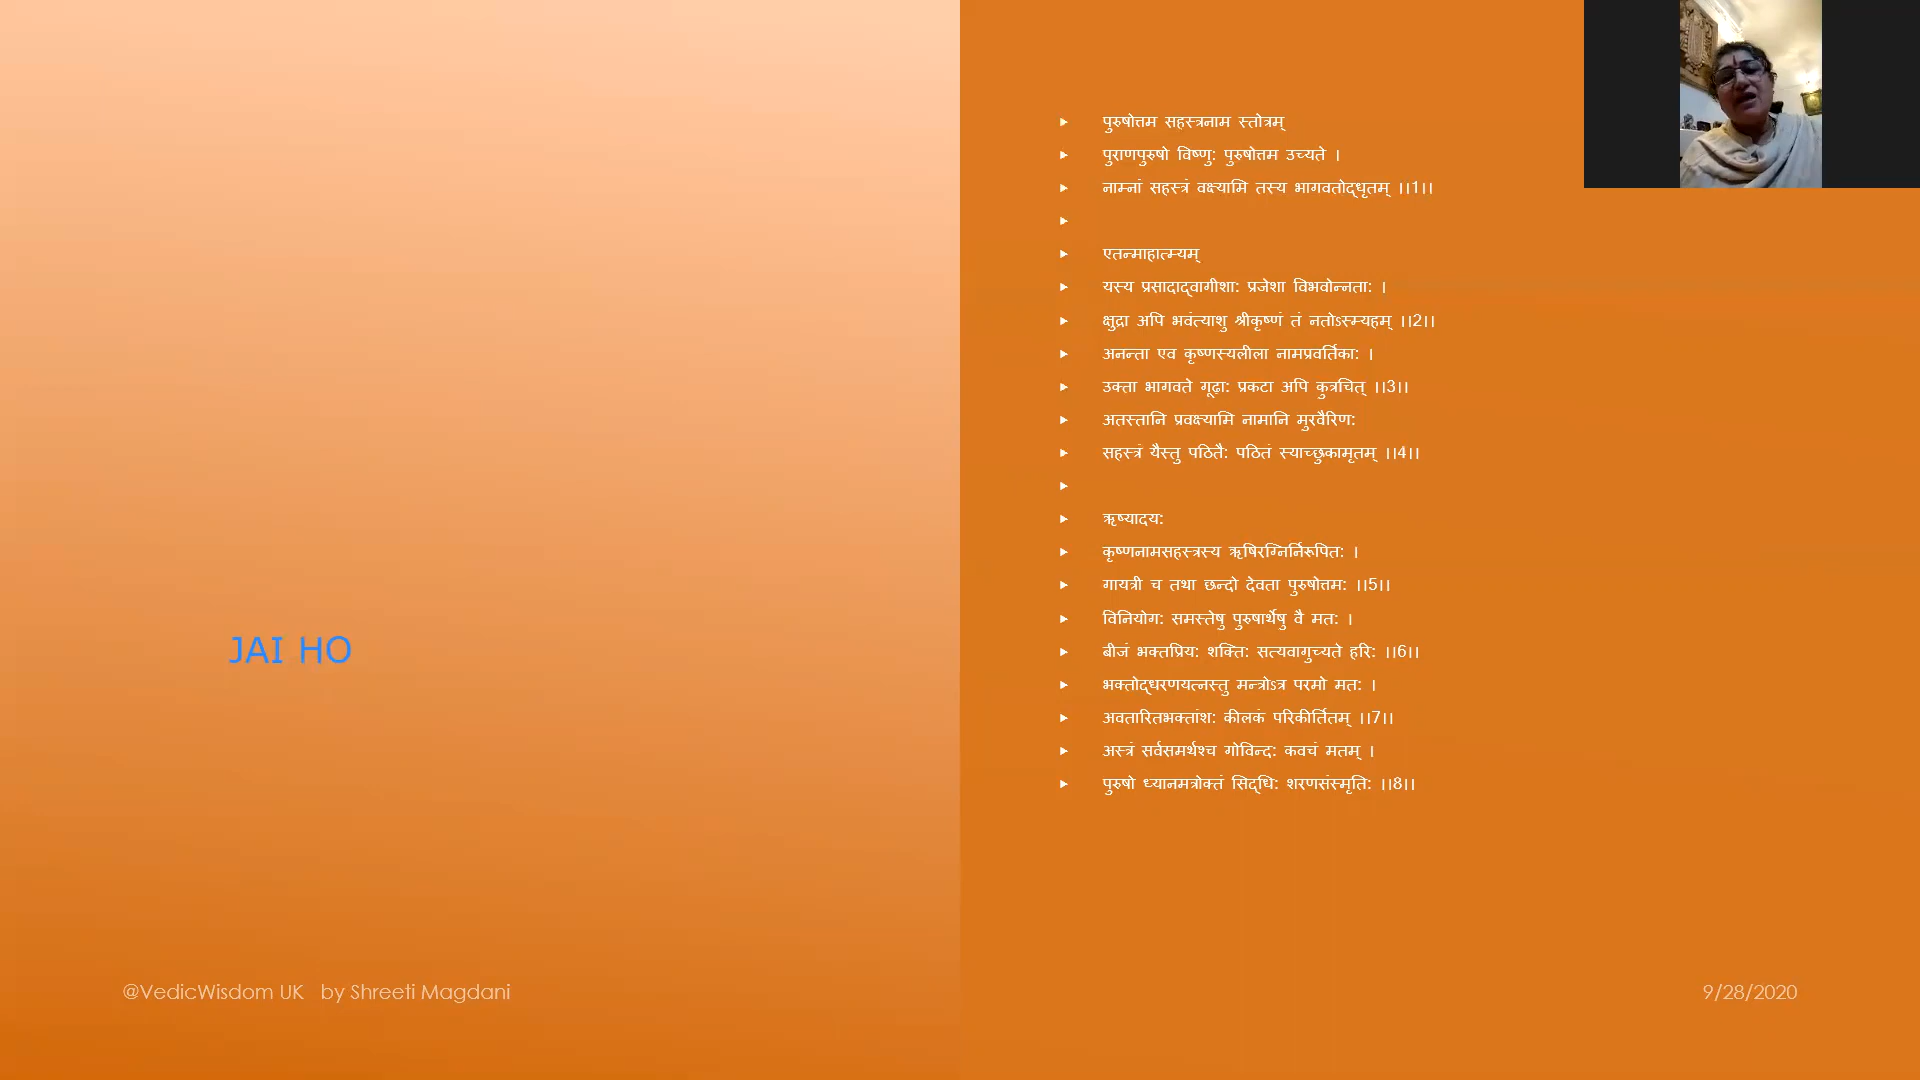 JAI HO
पुरुषोत्तम सहस्त्रनाम स्तोत्रम्
पुराणपुरुषो विष्णु: पुरुषोत्तम उच्यते ।
नाम्नां सहस्त्रं वक्ष्यामि तस्य भागवतोद्धृतम् ।।1।।
एतन्माहात्म्यम्
यस्य प्रसादाद्वागीशा: प्रजेशा विभवोन्नता: ।
क्षुद्रा अपि भवंत्याशु श्रीकृष्णं तं नतोऽस्म्यहम् ।।2।।
अनन्ता एव कृष्णस्यलीला नामप्रवर्तिका: ।
उक्ता भागवते गूढ़ा: प्रकटा अपि कुत्रचित् ।।3।।
अतस्तानि प्रवक्ष्यामि नामानि मुरवैरिण:
सहस्त्रं यैस्तु पठितै: पठितं स्याच्छुकामृतम् ।।4।।
ऋष्यादय:
कृष्णनामसहस्त्रस्य ऋषिरग्निर्निरूपित: ।
गायत्री च तथा छन्दो देवता पुरुषोत्तम: ।।5।।
विनियोग: समस्तेषु पुरुषार्थेषु वै मत: ।
बीजं भक्तप्रिय: शक्ति: सत्यवागुच्यते हरि: ।।6।।
भक्तोद्धरणयत्नस्तु मन्त्रोऽत्र परमो मत: ।
अवतारितभक्तांश: कीलकं परिकीर्तितम् ।।7।।
अस्त्रं सर्वसमर्थश्च गोविन्द: कवचं मतम् ।
पुरुषो ध्यानमत्रोक्तं सिद्धि: शरणसंस्मृति: ।।8।।
@VedicWisdom UK by Shreeti Magdani
9/28/2020